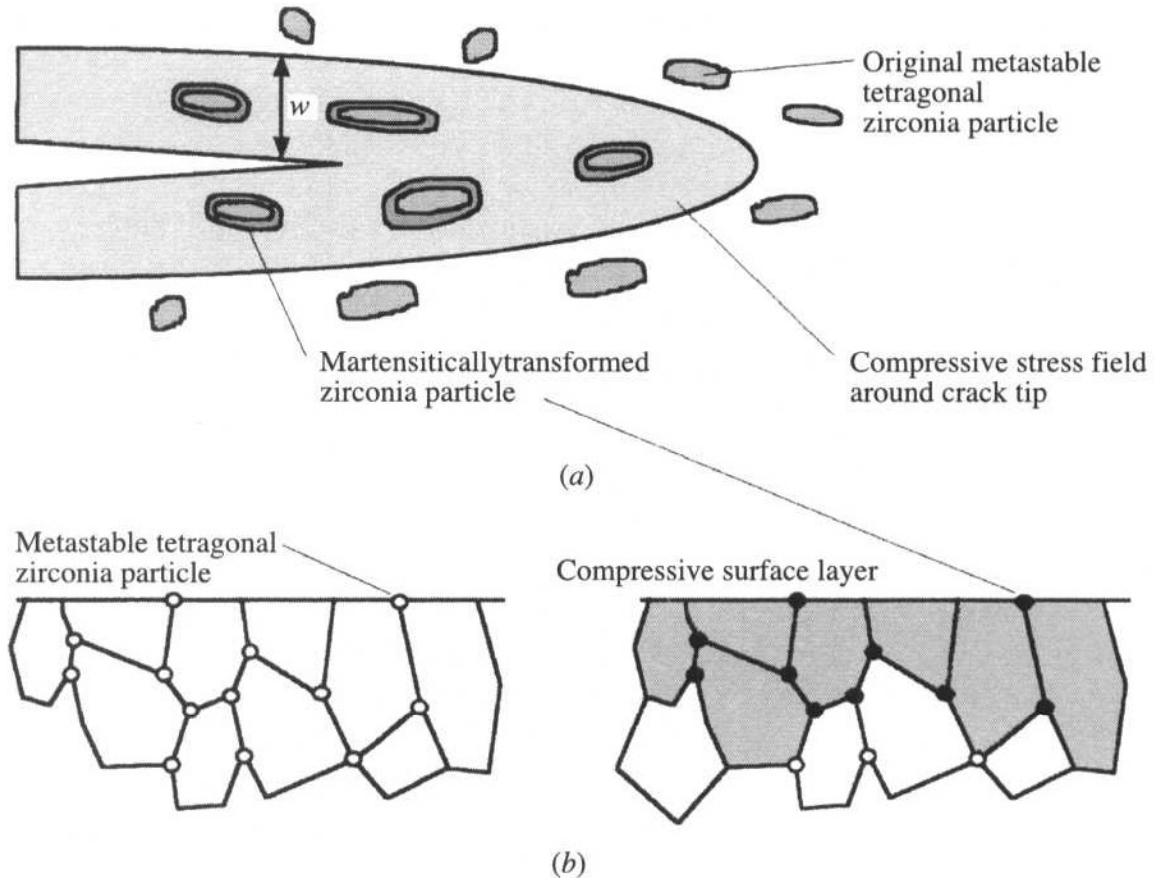 w
Original metastable
tetragonal
zirconia particle
Martensiticallytransformed
zirconia particle
Compressive stress field
around crack tip
(a)
Metastable tetragonal
zirconia particle
Compressive surface layer
(b)